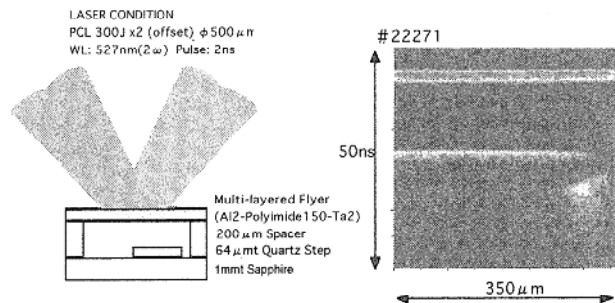 LASER CONDITION
PCL 300J x2 (offset) φ500μm
WL: 527nm(2ω) Pulse: 2ns
Multi-layered Flyer
(Al2-Polyimide150-Ta2)
200μm Spacer
64μmt Quartz Step
1mmt Sapphire
#22271
50ns
350μm